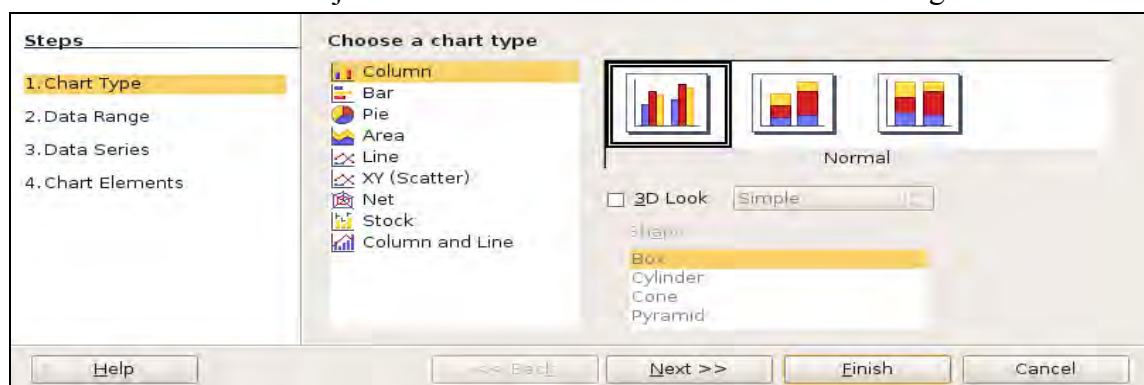 Steps
1.Chart Type
2.Data Range
3.Data Series
4.Chart Elements
Choose a chart type
Column
Bar
Pie
Area
Line
XY (Scatter)
Net
Stock
Column and Line
Normal
3D Look Simple
Shape
Box
Cylinder
Cone
Pyramid
Help << Back Next >> Finish Cancel